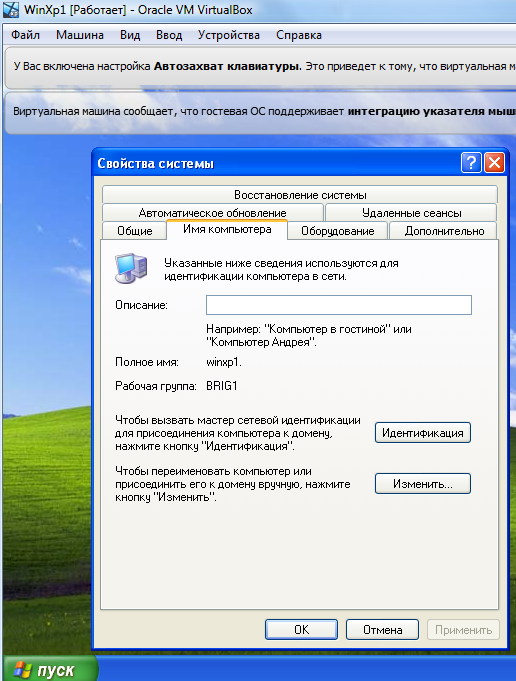 WinXp1 [Работает] - Oracle VM VirtualBox
Файл Машина Вид Ввод Устройства Справка
У Вас включена настройка Автозахват клавиатуры. Это приведет к тому, что виртуальная
Виртуальная машина сообщает, что гостевая ОС поддерживает интеграцию указателя
Свойства системы
Восстановление системы
Автоматическое обновление Удаленные сеансы
Общие Имя компьютера Оборудование Дополнительно
Указанные ниже сведения используются для
идентификации компьютера в сети.
Описание:
Например: "Компьютер в гостиной" или
"Компьютер Андрея".
Полное имя: winxp1.
Рабочая группа: BRIG1
Чтобы вызвать мастер сетевой идентификации
для присоединения компьютера к домену,
нажмите кнопку "Идентификация".
Идентификация
Чтобы переименовать компьютер или
присоединить его к домену вручную, нажмите
кнопку "Изменить".
Изменить...
OK Отмена Применить
пуск